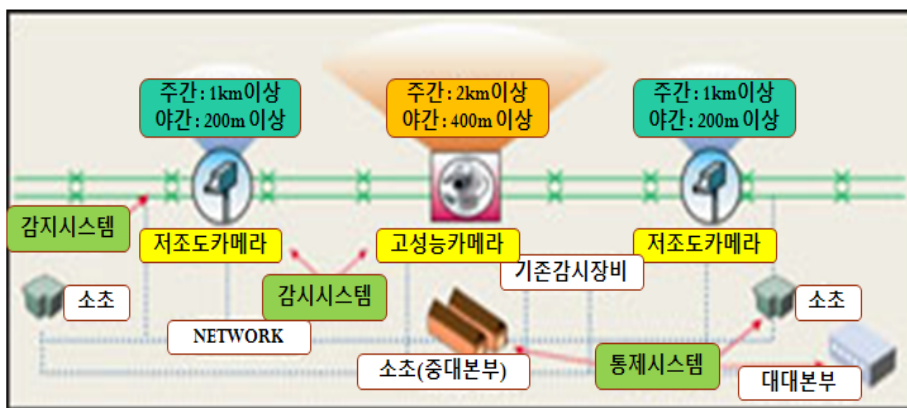 주간 : 1km이상
야간 : 200m 이상
주간 : 2km이상
야간 : 400m 이상
주간 : 1km이상
야간 : 200m 이상
감지시스템
저조도카메라
고성능카메라
저조도카메라
기존감시장비
감시시스템
소초
소초
NETWORK
소초(중대본부)
통제시스템
대대본부